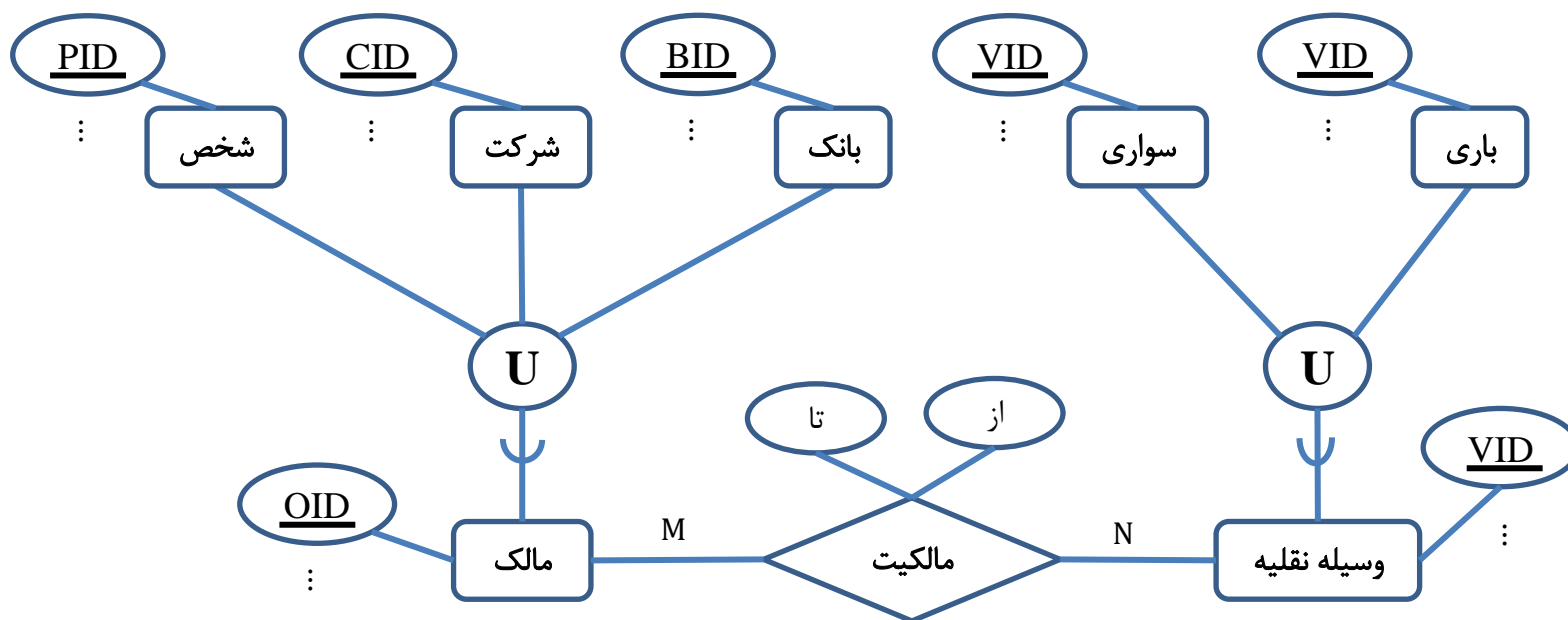 PID CID BID VID VID
⋮ ⋮ ⋮ ⋮ ⋮
شخص شرکت بانک سواری باری
U U
تا از
VID
OID
M N
مالک مالکیت وسیله نقلیه
⋮ ⋮